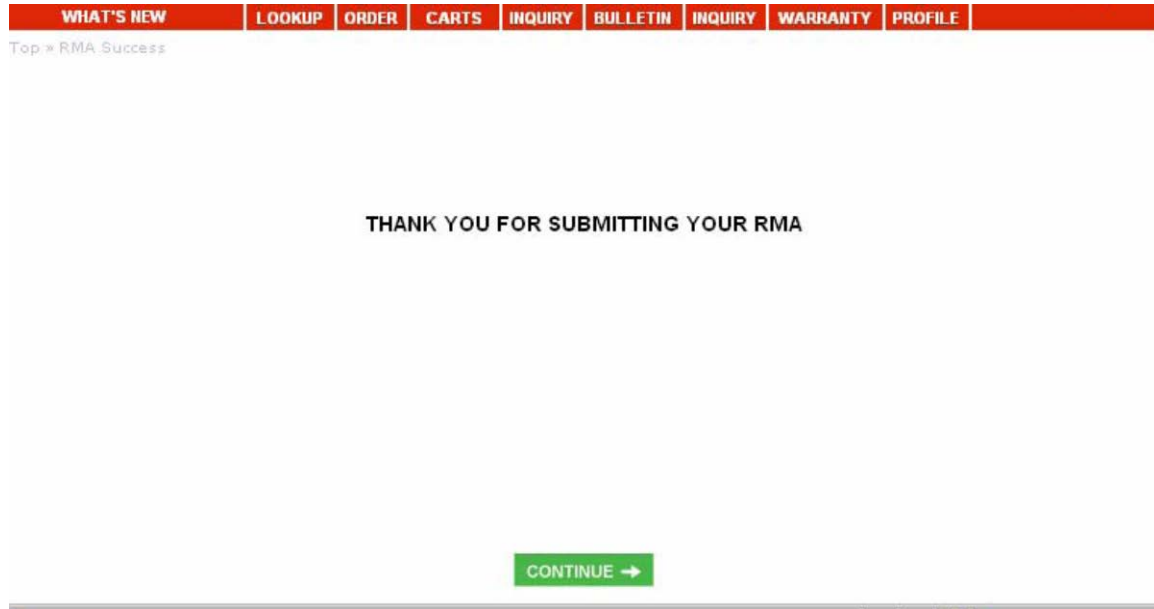 WHAT'S NEW LOOKUP ORDER CARTS INQUIRY BULLETIN INQUIRY WARRANTY PROFILE
Top » RMA Success
THANK YOU FOR SUBMITTING YOUR RMA
CONTINUE